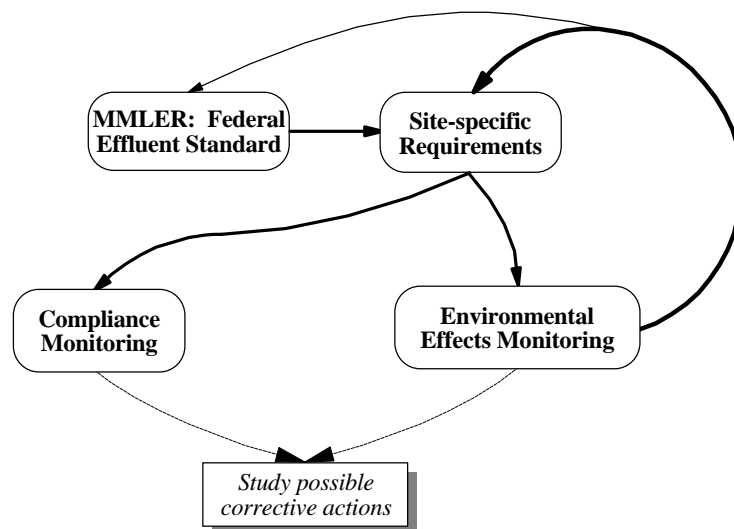 MMLER: Federal
Effluent Standard
Site-specific
Requirements
Compliance
Monitoring
Environmental
Effects Monitoring
Study possible
corrective actions